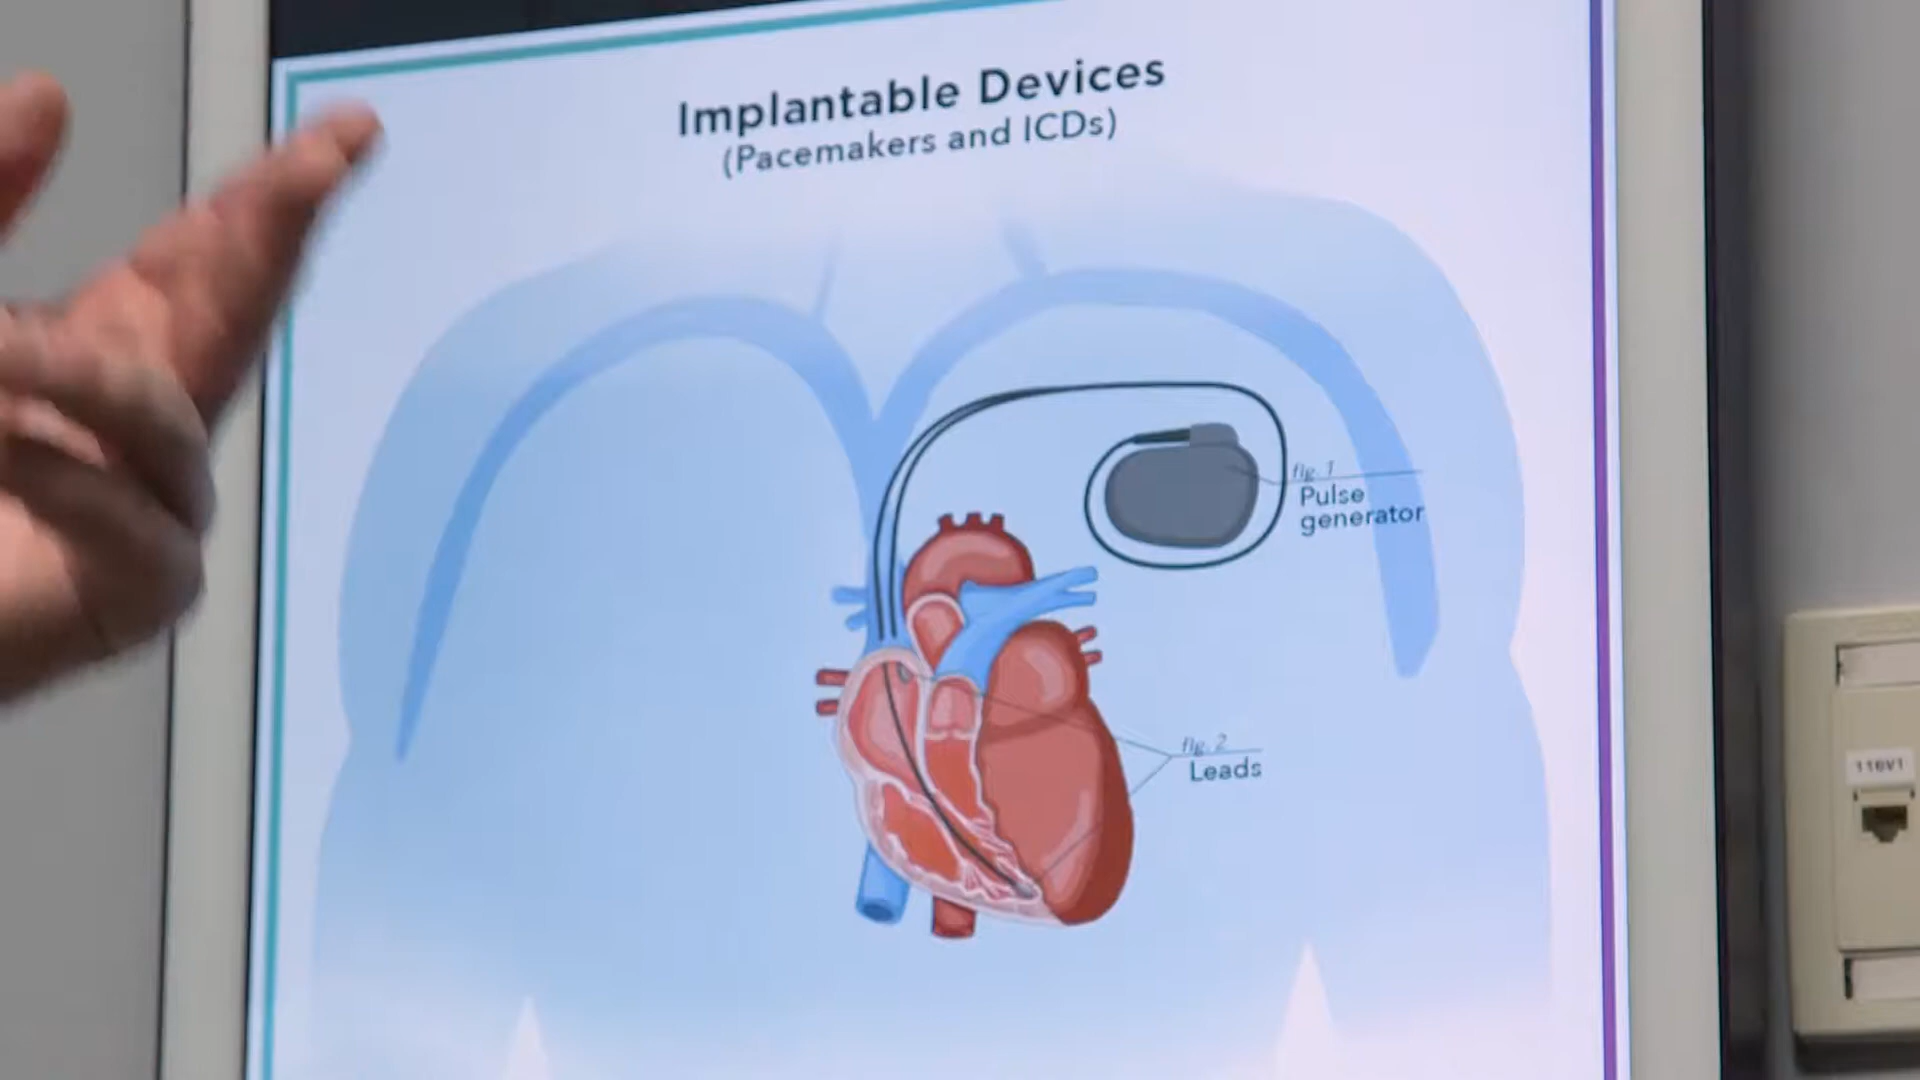 Implantable Devices
(Pacemakers and ICDs)
fig. 1
Pulse
generator
fig. 2
Leads
116V1